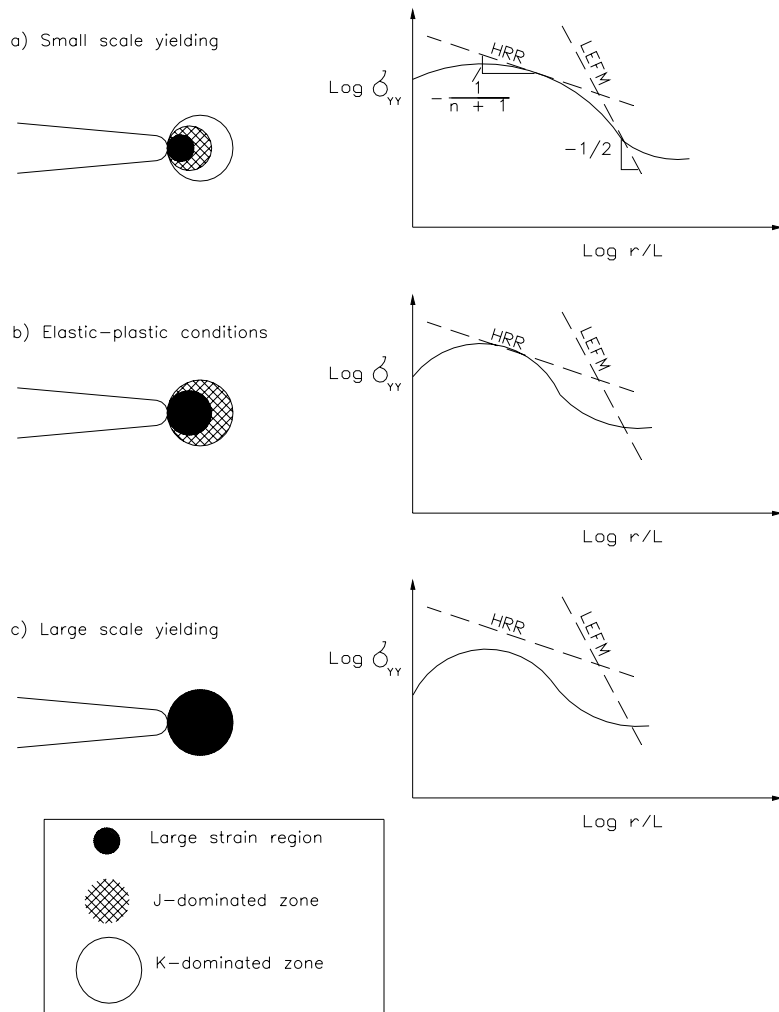 a) Small scale yielding
Log σYY
HRR
LEFM
- 1 / n + 1
-1/2
Log r/L
b) Elastic-plastic conditions
Log σYY
HRR
LEFM
Log r/L
c) Large scale yielding
Log σYY
HRR
LEFM
Log r/L
Large strain region
J-dominated zone
K-dominated zone